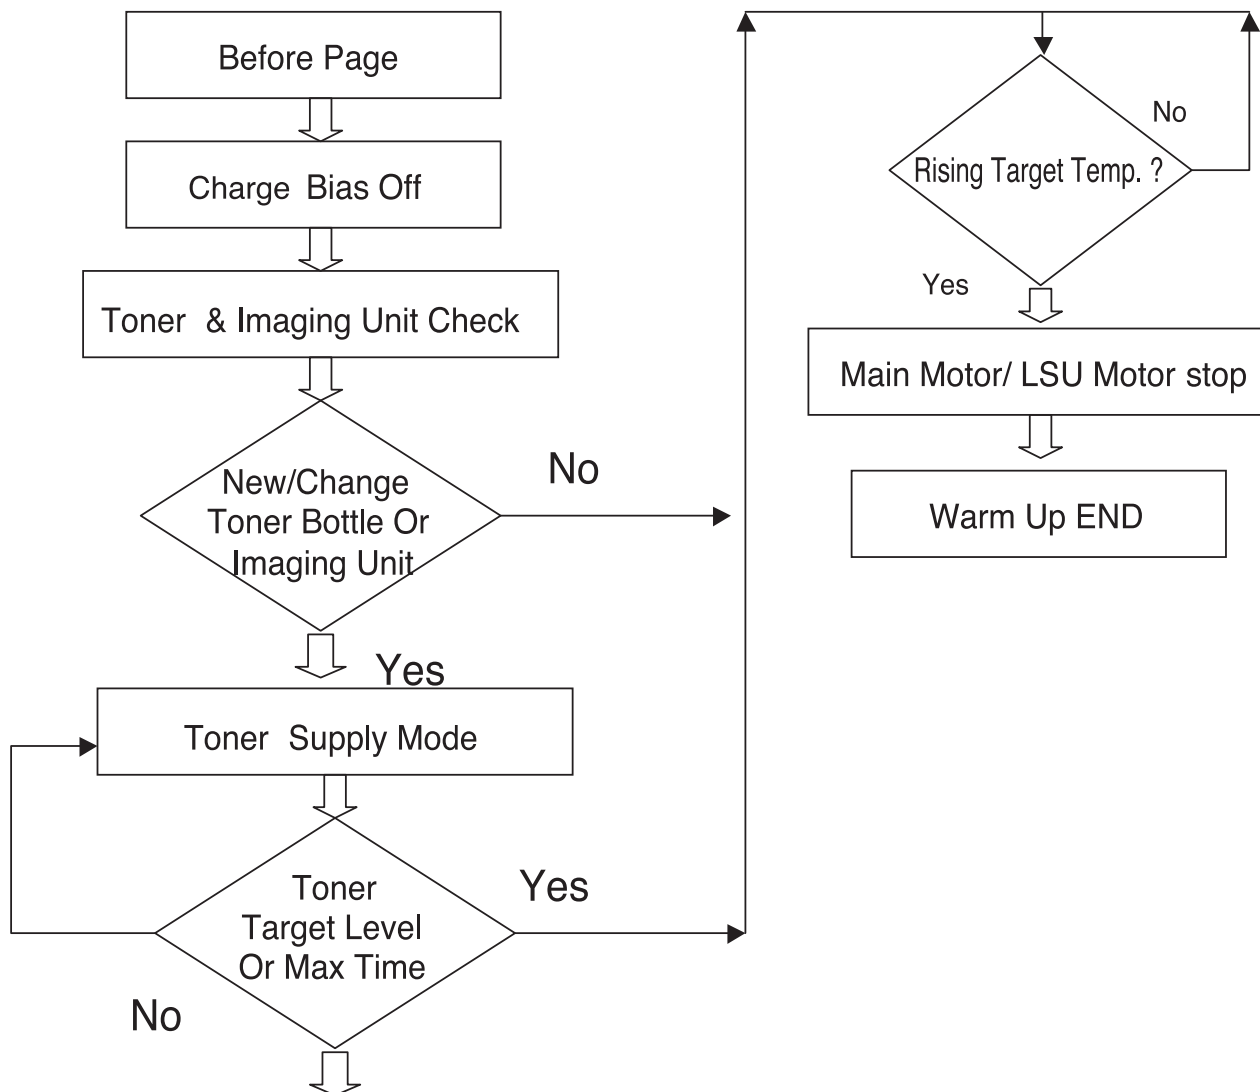 Before Page
Charge Bias Off
Toner & Imaging Unit Check
New/Change
Toner Bottle Or
Imaging Unit
No
Yes
Toner Supply Mode
Toner
Target Level
Or Max Time
Yes
No
Rising Target Temp. ?
No
Yes
Main Motor/ LSU Motor stop
Warm Up END